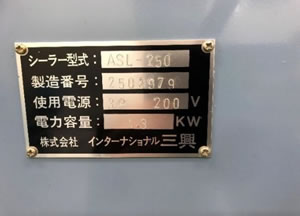 シーラー型式: ASL-250
製造番号:
使用電源: 200 V
電力容量: 3 KW
株式会社 インターナショナル三興